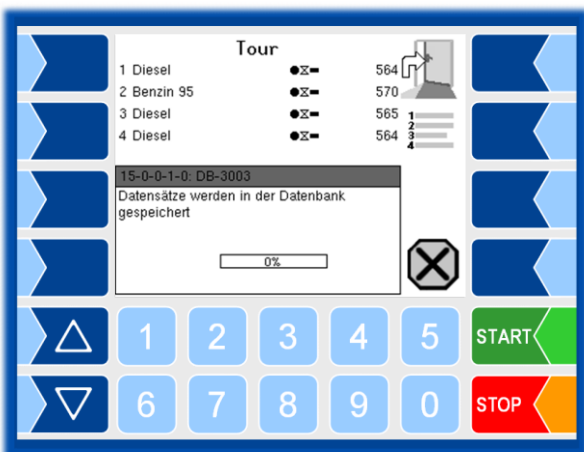 Tour
1 Diesel 564
2 Benzin 95 570
3 Diesel 565
4 Diesel 564
1
2
3
4
15-0-0-1-0: DB-3003
Datensätze werden in der Datenbank
gespeichert
0%
1 2 3 4 5 START
6 7 8 9 0 STOP